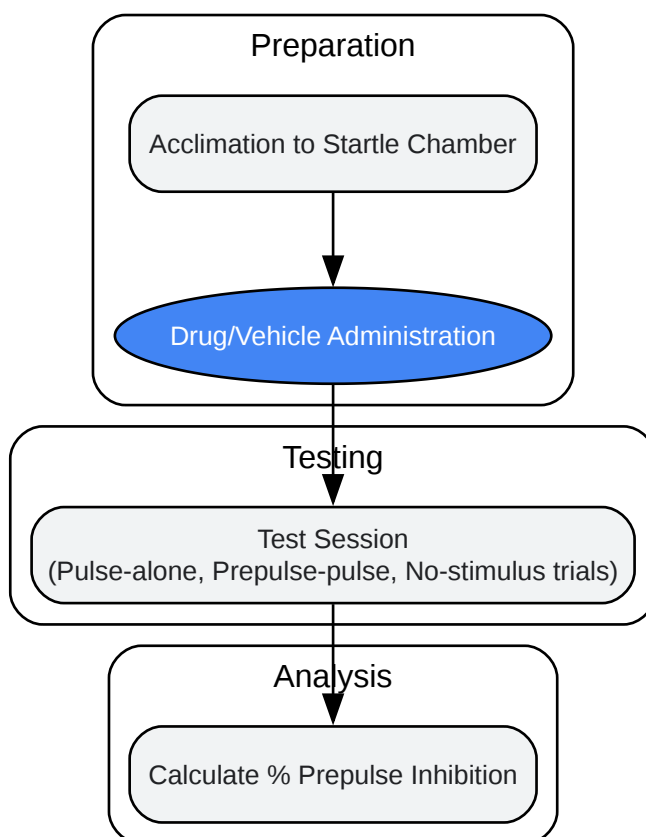 Preparation
Acclimation to Startle Chamber
Drug/Vehicle Administration
Testing
Test Session
(Pulse-alone, Prepulse-pulse, No-stimulus trials)
Analysis
Calculate % Prepulse Inhibition